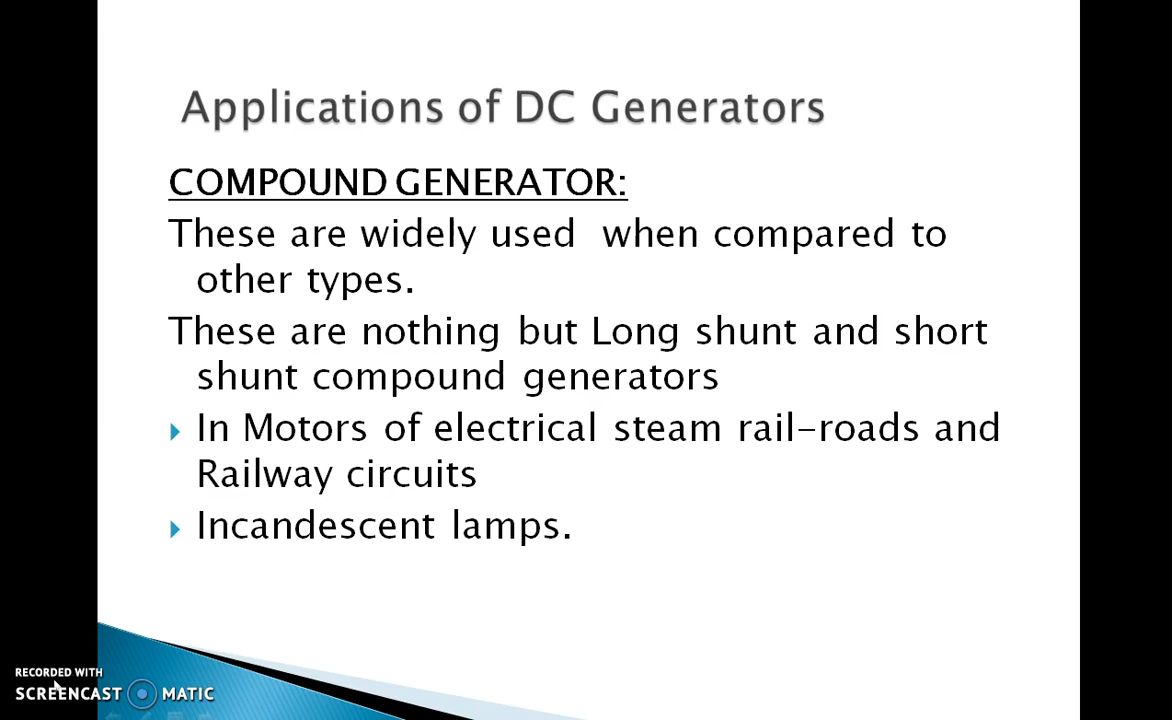 Applications of DC Generators
COMPOUND GENERATOR:
These are widely used when compared to
other types.
These are nothing but Long shunt and short
shunt compound generators
In Motors of electrical steam rail-roads and
Railway circuits
Incandescent lamps.
RECORDED WITH
SCREENCAST MATIC